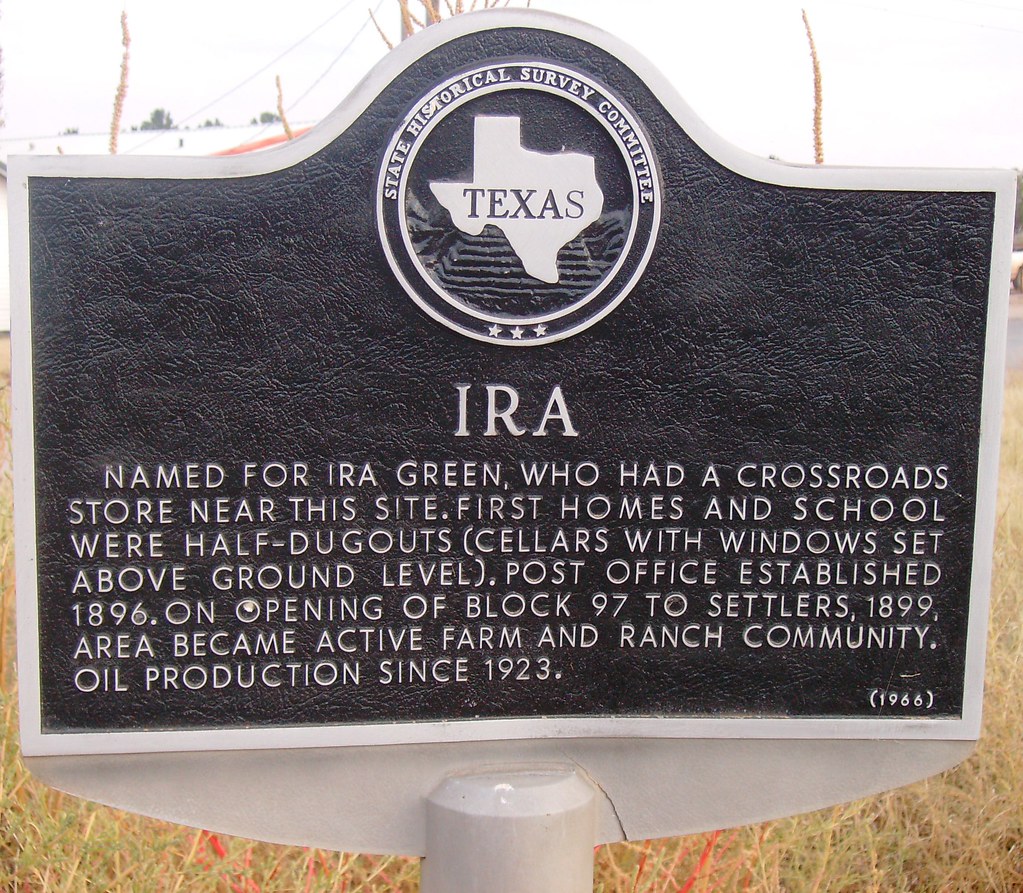 STATE HISTORICAL SURVEY COMMITTEE
TEXAS
IRA
NAMED FOR IRA GREEN, WHO HAD A CROSSROADS
STORE NEAR THIS SITE. FIRST HOMES AND SCHOOL
WERE HALF-DUGOUTS (CELLARS WITH WINDOWS SET
ABOVE GROUND LEVEL). POST OFFICE ESTABLISHED
1896. ON OPENING OF BLOCK 97 TO SETTLERS, 1899,
AREA BECAME ACTIVE FARM AND RANCH COMMUNITY.
OIL PRODUCTION SINCE 1923.
(1966)